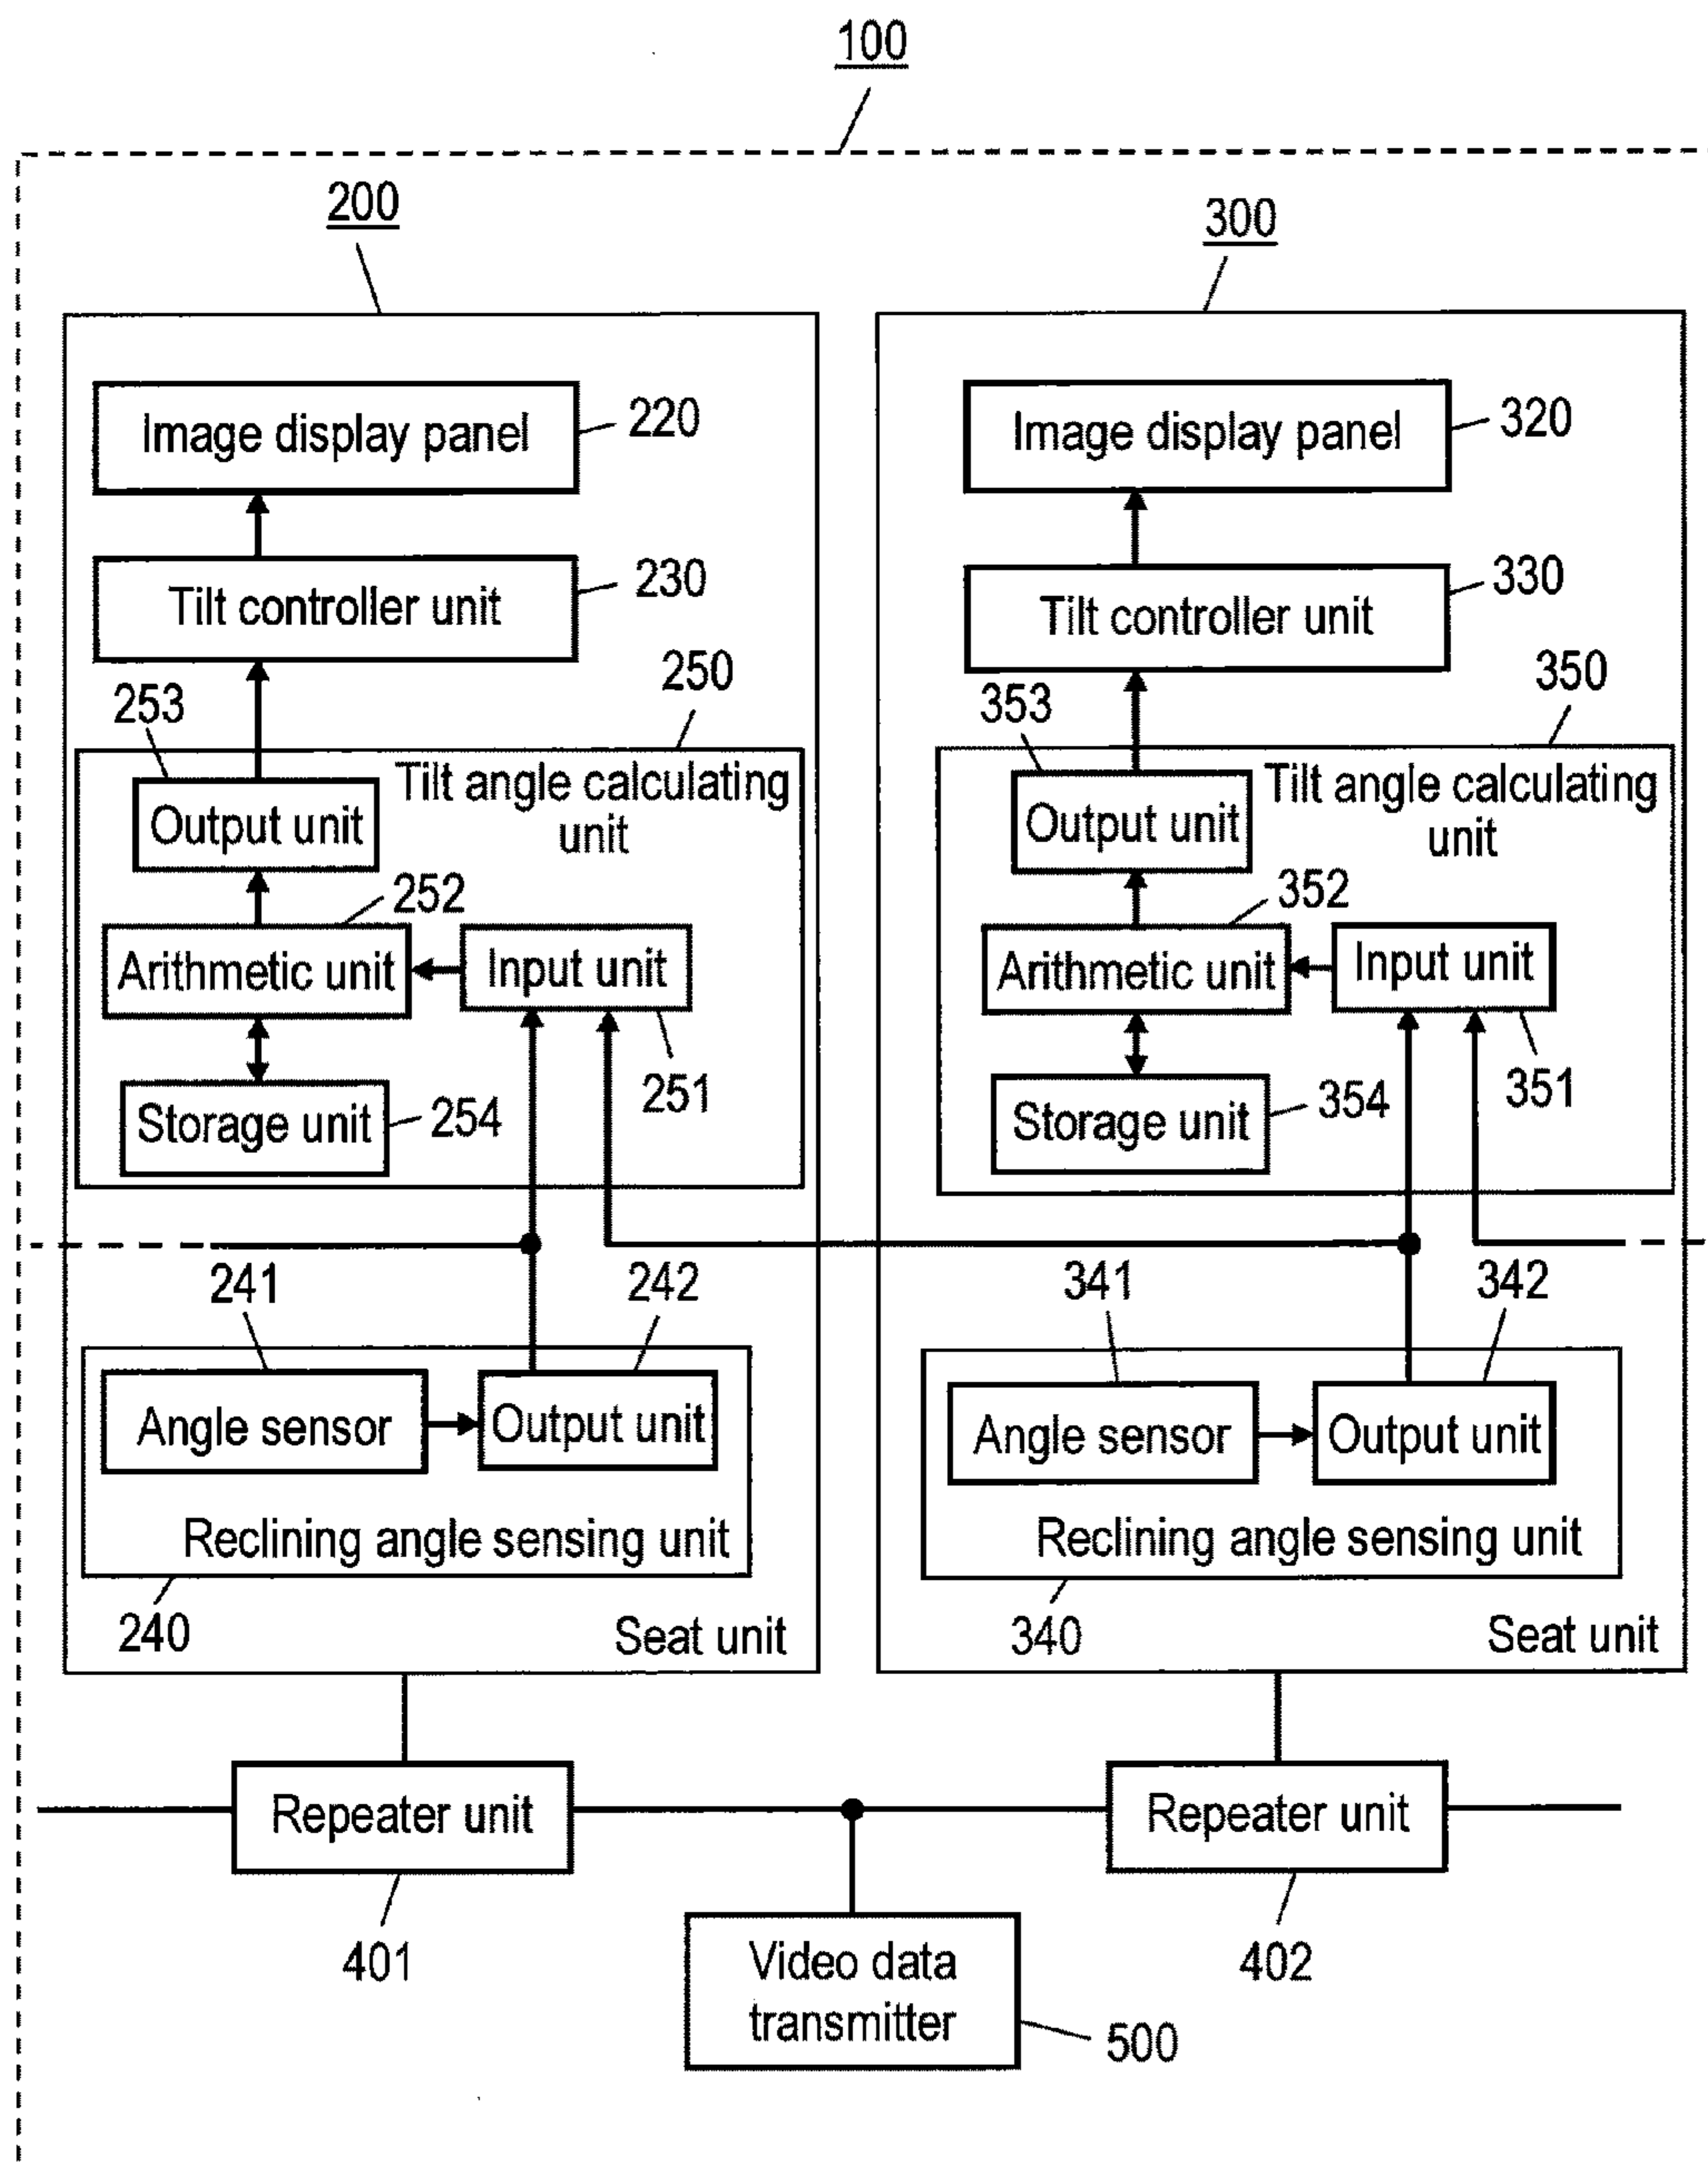 100
200
300
Image display panel
220
Image display panel
320
Tilt controller unit
230
Tilt controller unit
330
253
250
353
350
Output unit
Tilt angle calculating
unit
Output unit
Tilt angle calculating
unit
252
352
Arithmetic unit
Input unit
Arithmetic unit
Input unit
251
351
Storage unit
254
Storage unit
354
241
242
341
342
Angle sensor
Output unit
Angle sensor
Output unit
Reclining angle sensing unit
Reclining angle sensing unit
240
Seat unit
340
Seat unit
Repeater unit
Repeater unit
401
402
Video data
transmitter
500